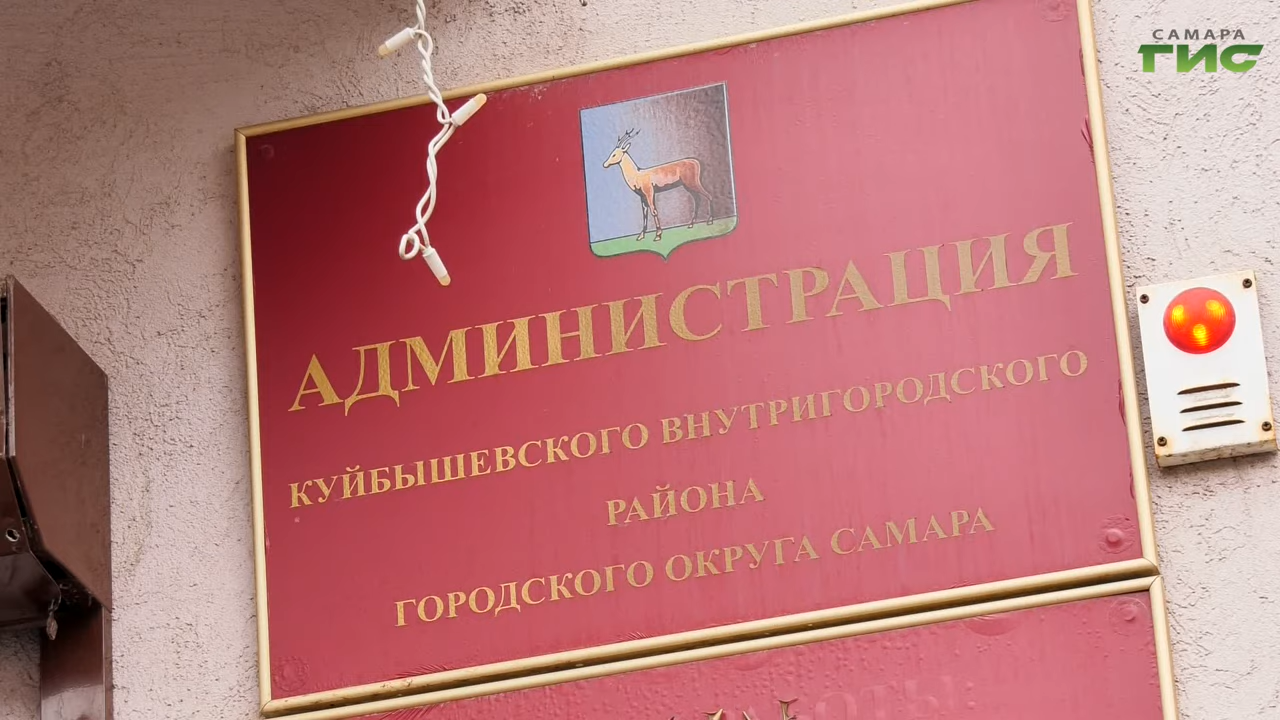 САМАРА
ГИС
АДМИНИСТРАЦИЯ
КУЙБЫШЕВСКОГО ВНУТРИГОРОДСКОГО
РАЙОНА
ГОРОДСКОГО ОКРУГА САМАРА